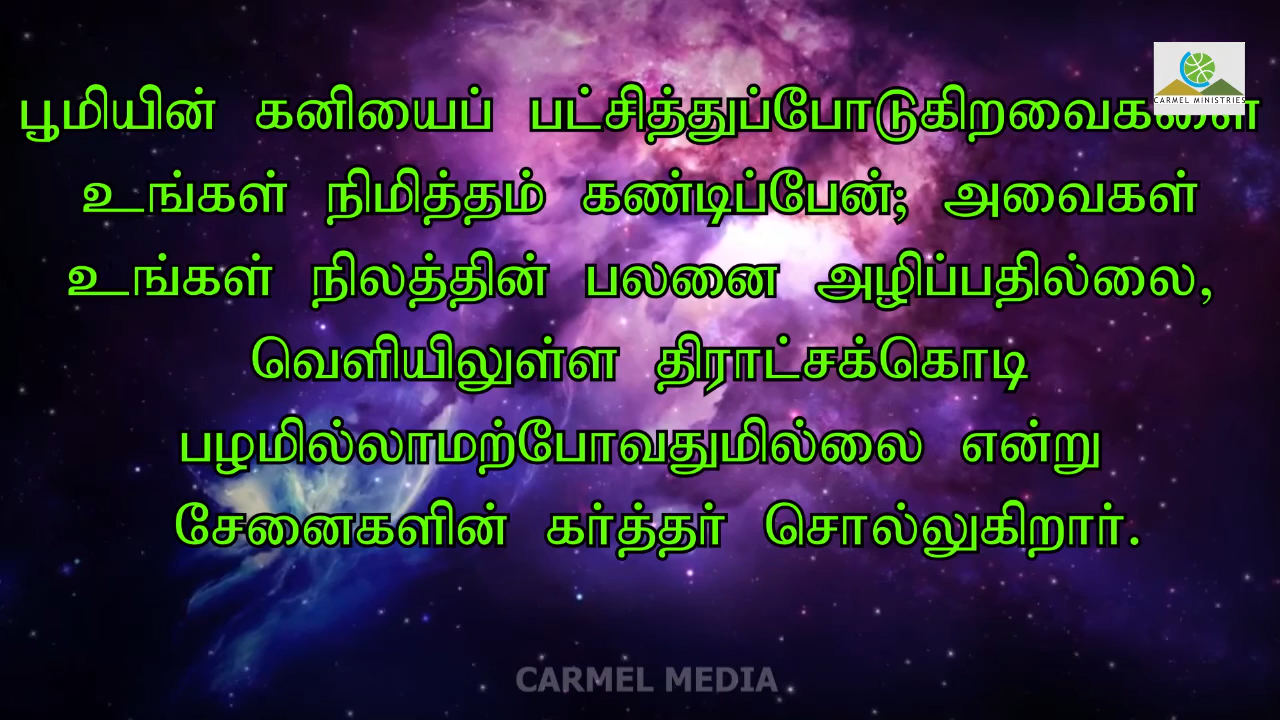 CARMEL MINISTRIES
பூமியின் கனியைப் பட்சித்துப்போடுகிறவைகளை
உங்கள் நிமித்தம் கண்டிப்பேன்; அவைகள்
உங்கள் நிலத்தின் பலனை அழிப்பதில்லை,
வெளியிலுள்ள திராட்சக்கொடி
பழமில்லாமற்போவதுமில்லை என்று
சேனைகளின் கர்த்தர் சொல்லுகிறார்.
CARMEL MEDIA